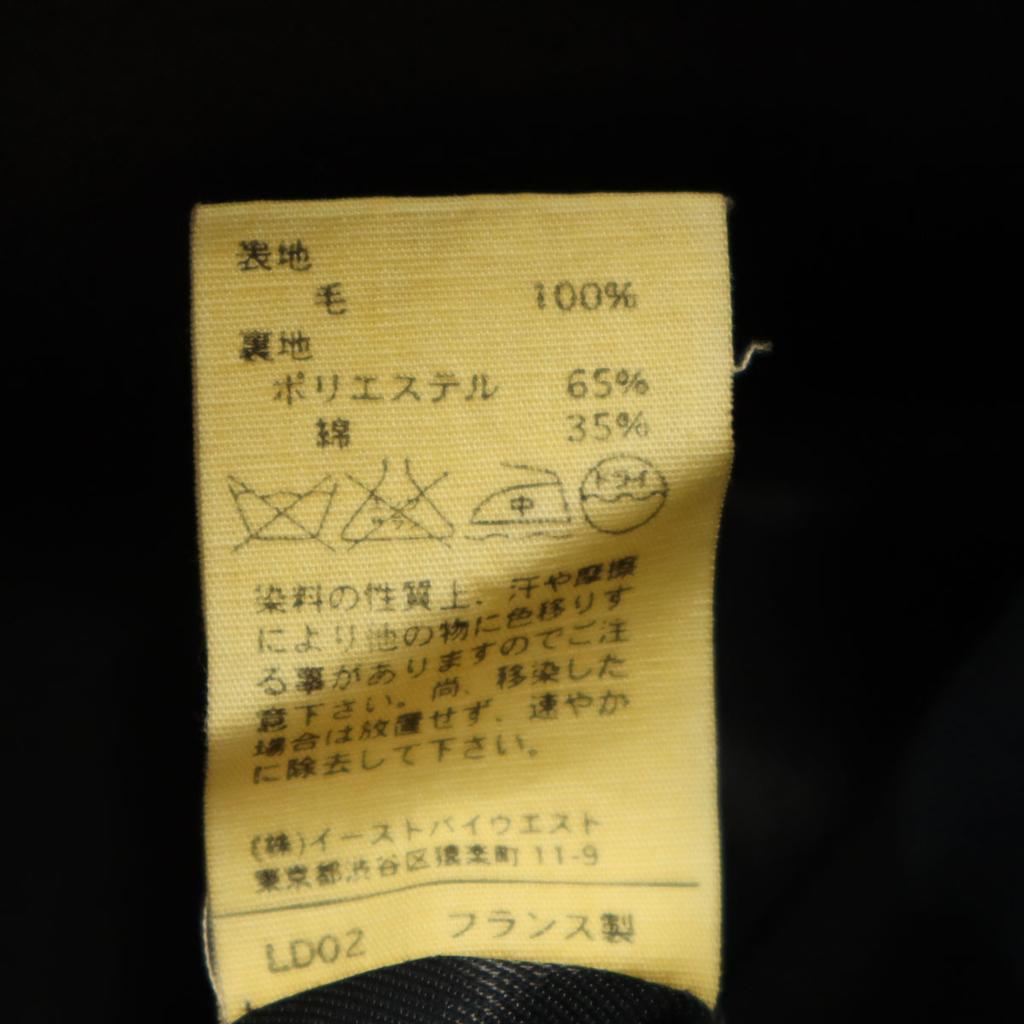 表地
毛 100%
裏地
ポリエステル 65%
綿 35%
中 ドライ
染料の性質上、汗や摩擦
により他の物に色移りす
る事がありますのでご注
意下さい。尚、移染した
場合は放置せず、速やか
に除去して下さい。
(株)イーストバイウエスト
東京都渋谷区猿楽町 11-9
LD02 フランス製